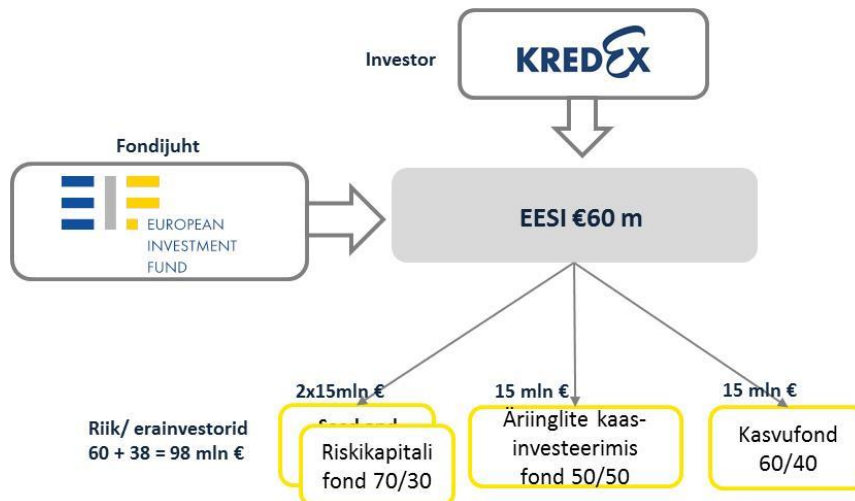 Investor
KREDEX
Fondijuht
EUROPEAN
INVESTMENT
FUND
EESI €60 m
2x15mln €
15 mln €
15 mln €
Riik/ erainvestorid
60 + 38 = 98 mln €
Riskikapitali
fond 70/30
Äriinglite kaas-
investeerimis
fond 50/50
Kasvufond
60/40